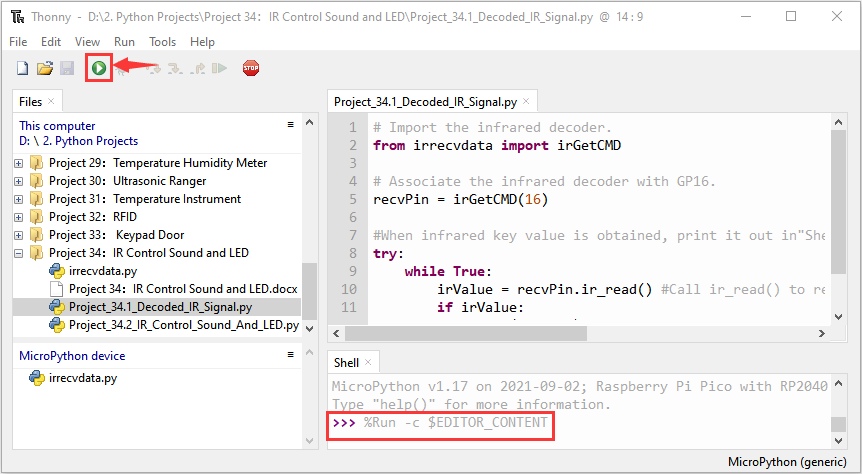 Thonny - D:\2. Python Projects\Project 34：IR Control Sound and LED\Project_34.1_Decoded_IR_Signal.py @ 14 : 9
File Edit View Run Tools Help
STOP
Files
This computer
D: \ 2. Python Projects
Project 29：Temperature Humidity Meter
Project 30：Ultrasonic Ranger
Project 31：Temperature Instrument
Project 32：RFID
Project 33： Keypad Door
Project 34：IR Control Sound and LED
irrecvdata.py
Project 34：IR Control Sound and LED.docx
Project_34.1_Decoded_IR_Signal.py
Project_34.2_IR_Control_Sound_And_LED.py
MicroPython device
irrecvdata.py
Project_34.1_Decoded_IR_Signal.py
1 # Import the infrared decoder.
2 from irrecvdata import irGetCMD
3
4 # Associate the infrared decoder with GP16.
5 recvPin = irGetCMD(16)
6
7 #When infrared key value is obtained, print it out in"She
8 try:
9 while True:
10 irValue = recvPin.ir_read() #Call ir_read() to re
11 if irValue:
Shell
MicroPython v1.17 on 2021-09-02; Raspberry Pi Pico with RP2040
Type "help()" for more information.
>>> %Run -c $EDITOR_CONTENT
MicroPython (generic)